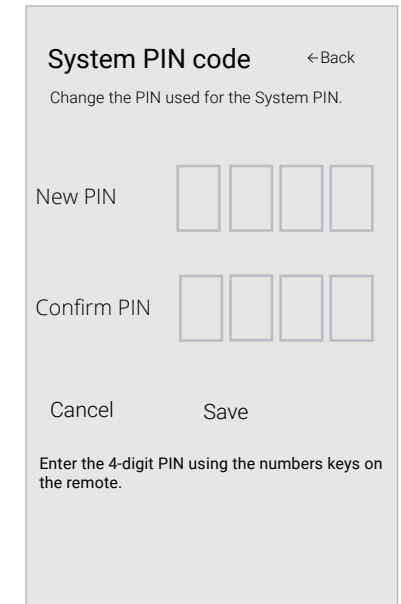 System PIN code ←Back
Change the PIN used for the System PIN.
New PIN
Confirm PIN
Cancel Save
Enter the 4-digit PIN using the numbers keys on
the remote.